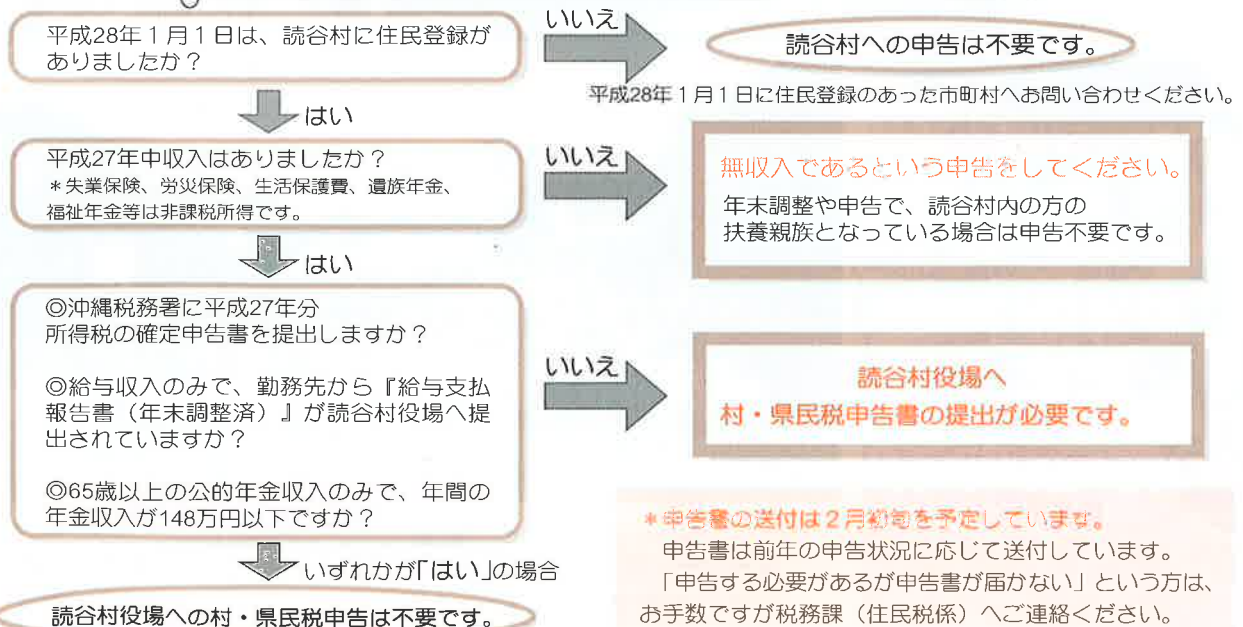 平成28年1月1日は、読谷村に住民登録が
ありましたか？
いいえ
読谷村への申告は不要です。
平成28年1月1日に住民登録のあった市町村へお問い合わせください。
はい
平成27年中収入はありましたか？
＊失業保険、労災保険、生活保護費、遺族年金、
福祉年金等は非課税所得です。
いいえ
無収入であるという申告をしてください。
年末調整や申告で、読谷村内の方の
扶養親族となっている場合は申告不要です。
はい
◎沖縄税務署に平成27年分
所得税の確定申告書を提出しますか？
◎給与収入のみで、勤務先から『給与支払
報告書（年末調整済）』が読谷村役場へ提
出されていますか？
◎65歳以上の公的年金収入のみで、年間の
年金収入が148万円以下ですか？
いいえ
読谷村役場へ
村・県民税申告書の提出が必要です。
いずれかが「はい」の場合
読谷村役場への村・県民税申告は不要です。
＊申告書の送付は2月初旬を予定しています。
申告書は前年の申告状況に応じて送付しています。
「申告する必要があるが申告書が届かない」という方は、
お手数ですが税務課（住民税係）へご連絡ください。